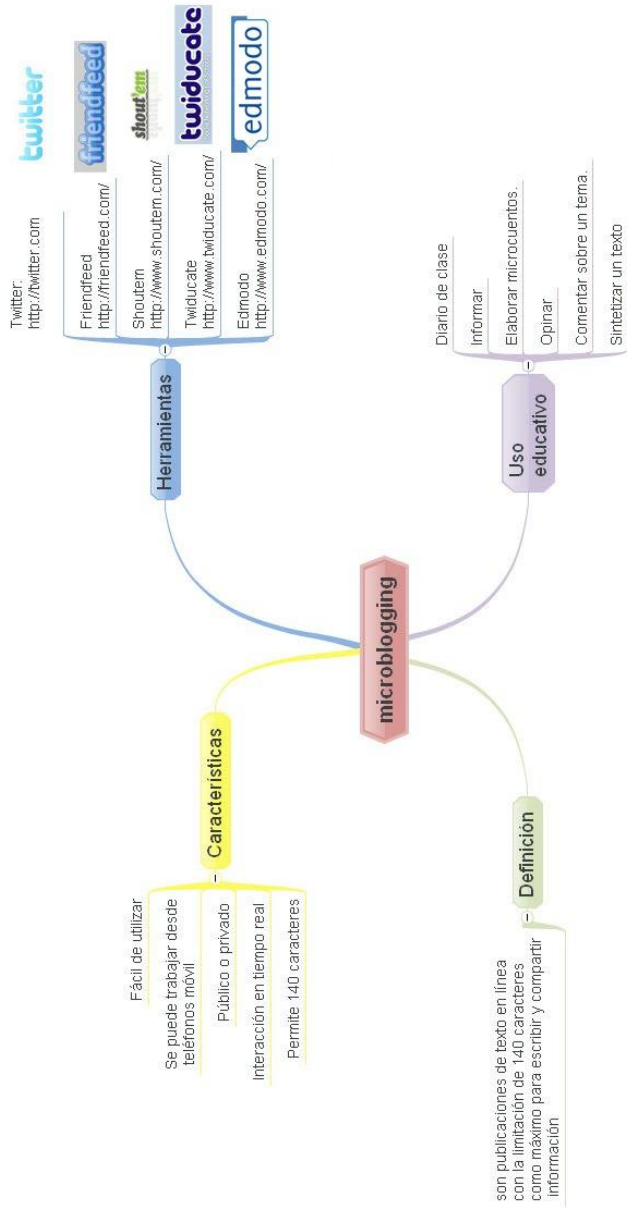 microblogging
Características
Fácil de utilizar
Se puede trabajar desde
teléfonos móvil
Público o privado
Interacción en tiempo real
Permite 140 caracteres
Definición
son publicaciones de texto en línea
con la limitación de 140 caracteres
como máximo para escribir y compartir
información
Herramientas
Twitter:
http://twitter.com
twitter
Friendfeed
http://friendfeed.com/
friendfeed
Shoutem
http://www.shoutem.com/
shout'em
Twiducate
http://www.twiducate.com/
twiducate
Edmodo
http://www.edmodo.com/
edmodo
Uso
educativo
Diario de clase
Informar
Elaborar microcuentos.
Opinar
Comentar sobre un tema.
Sintetizar un texto